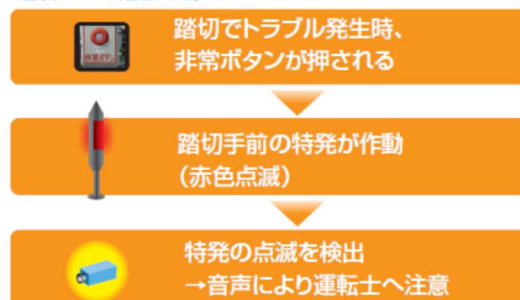 踏切でトラブル発生時、
非常ボタンが押される
踏切手前の特発が作動
(赤色点滅)
特発の点滅を検出
→音声により運転士へ注意